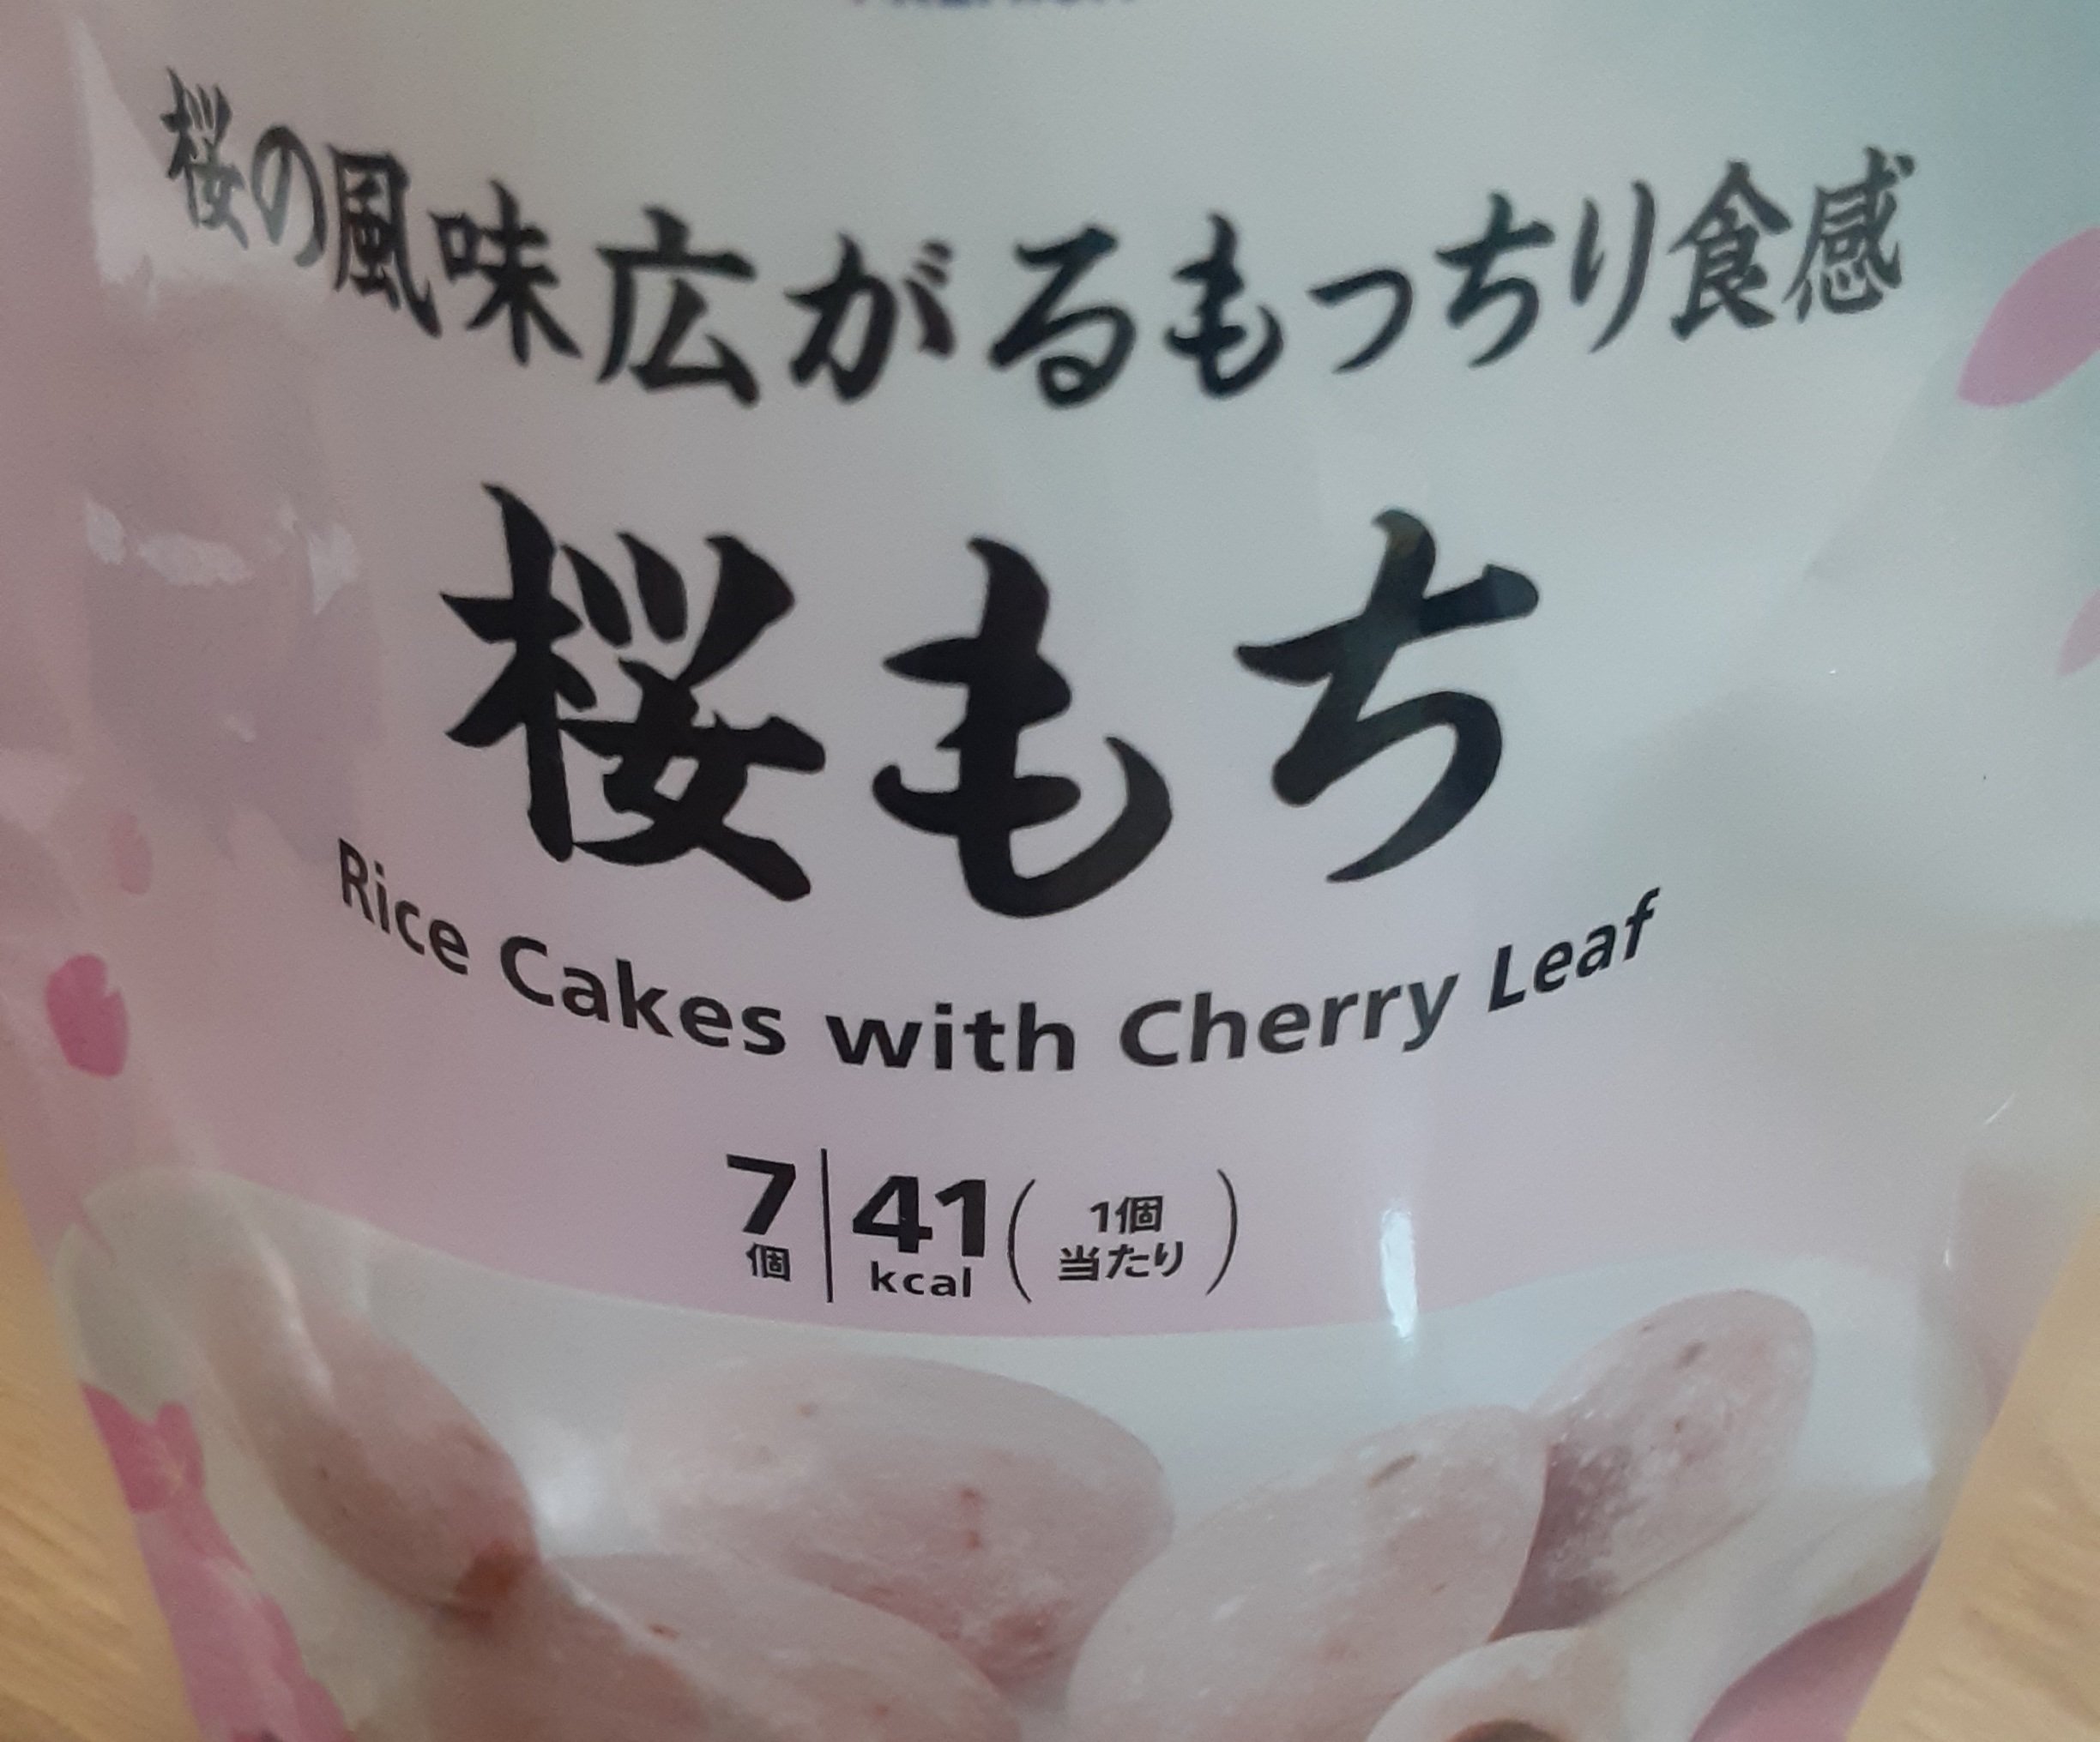 桜の風味広がるもっちり食感
桜もち
Rice Cakes with Cherry Leaf
7個 41kcal (1個当たり)